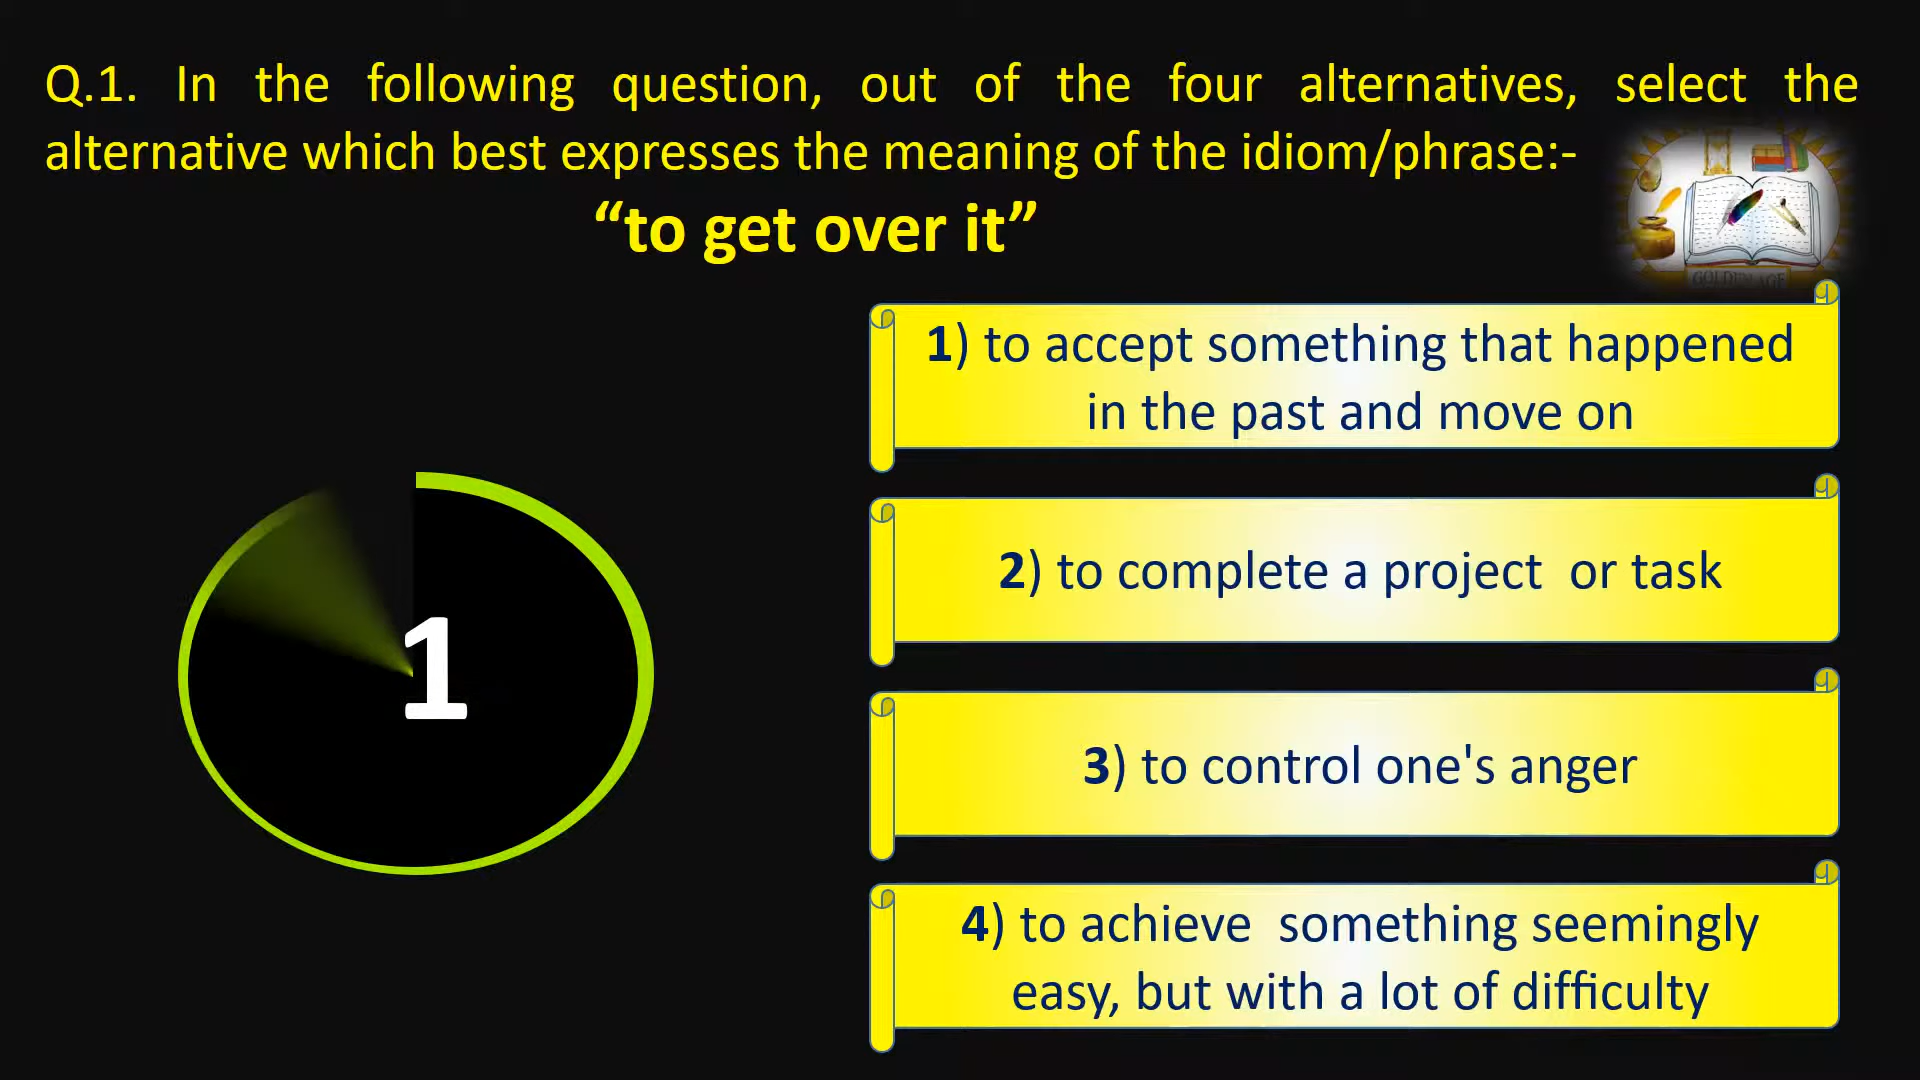 Q.1. In the following question, out of the four alternatives, select the
alternative which best expresses the meaning of the idiom/phrase:-
“to get over it”
GOLDEN AGE
1) to accept something that happened
in the past and move on
2) to complete a project  or task
1
3) to control one's anger
4) to achieve  something seemingly
easy, but with a lot of difficulty